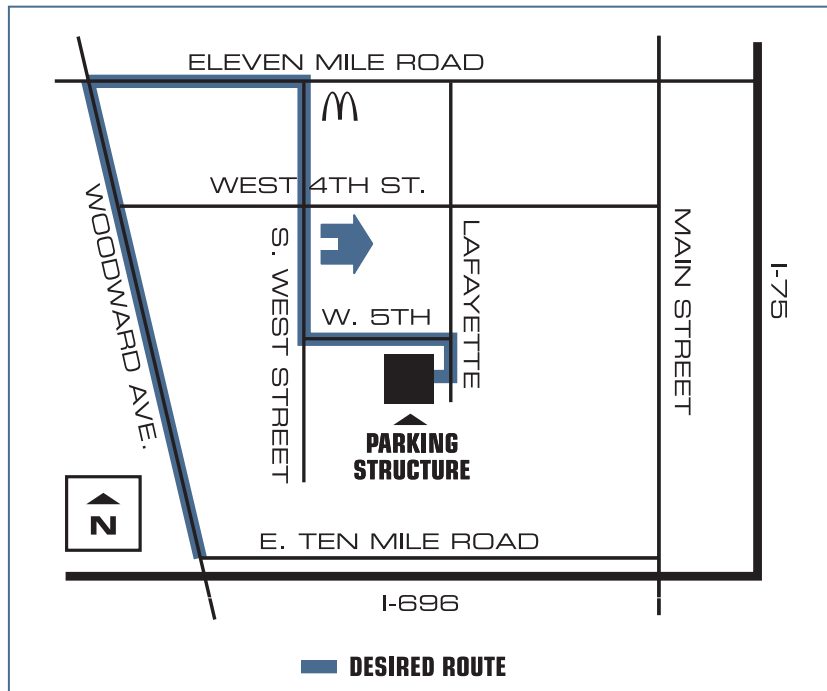 ELEVEN MILE ROAD
WEST 4TH ST.
WOODWARD AVE.
S. WEST STREET
LAFAYETTE
MAIN STREET
I-75
W. 5TH
PARKING
STRUCTURE
N
E. TEN MILE ROAD
I-696
DESIRED ROUTE